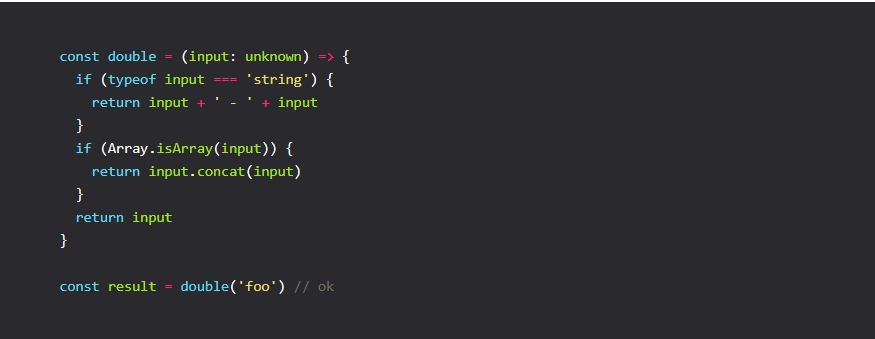 const double = (input: unknown) => {
  if (typeof input === 'string') {
    return input + ' - ' + input
  }
  if (Array.isArray(input)) {
    return input.concat(input)
  }
  return input
}

const result = double('foo') // ok